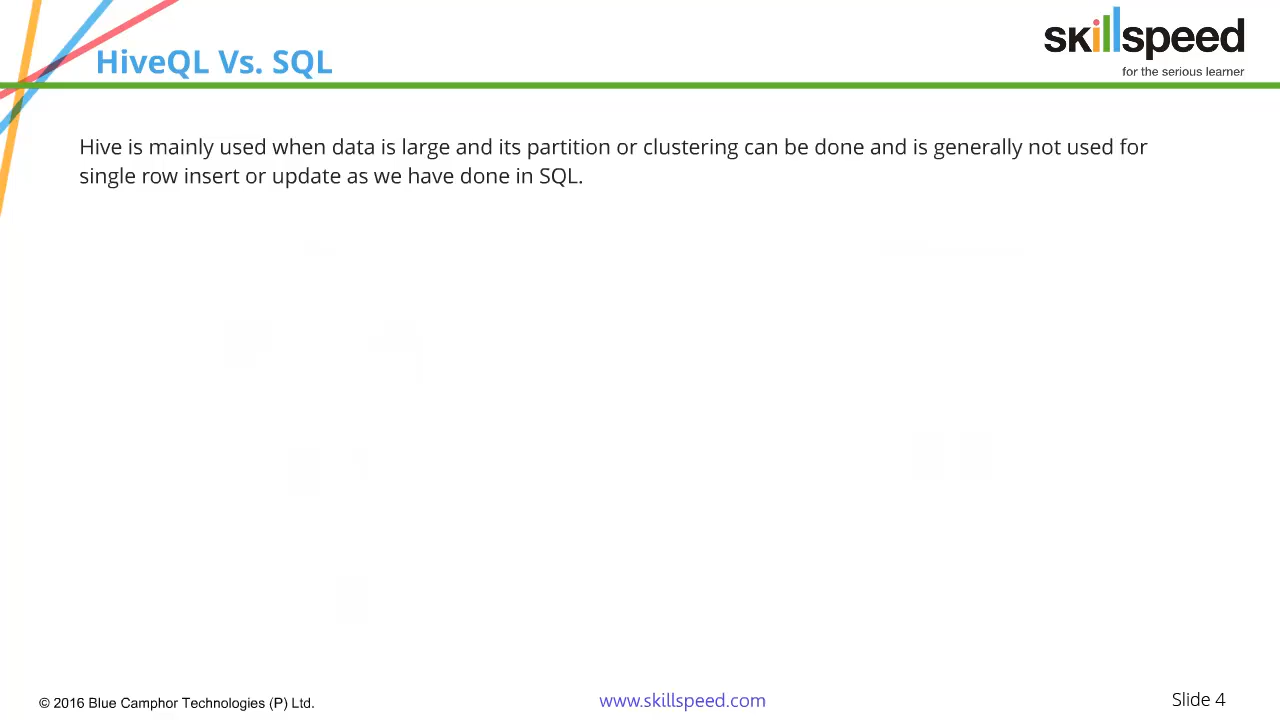 HiveQL Vs. SQL
skillspeed
for the serious learner
Hive is mainly used when data is large and its partition or clustering can be done and is generally not used for
single row insert or update as we have done in SQL.
© 2016 Blue Camphor Technologies (P) Ltd.
www.skillspeed.com
Slide 4